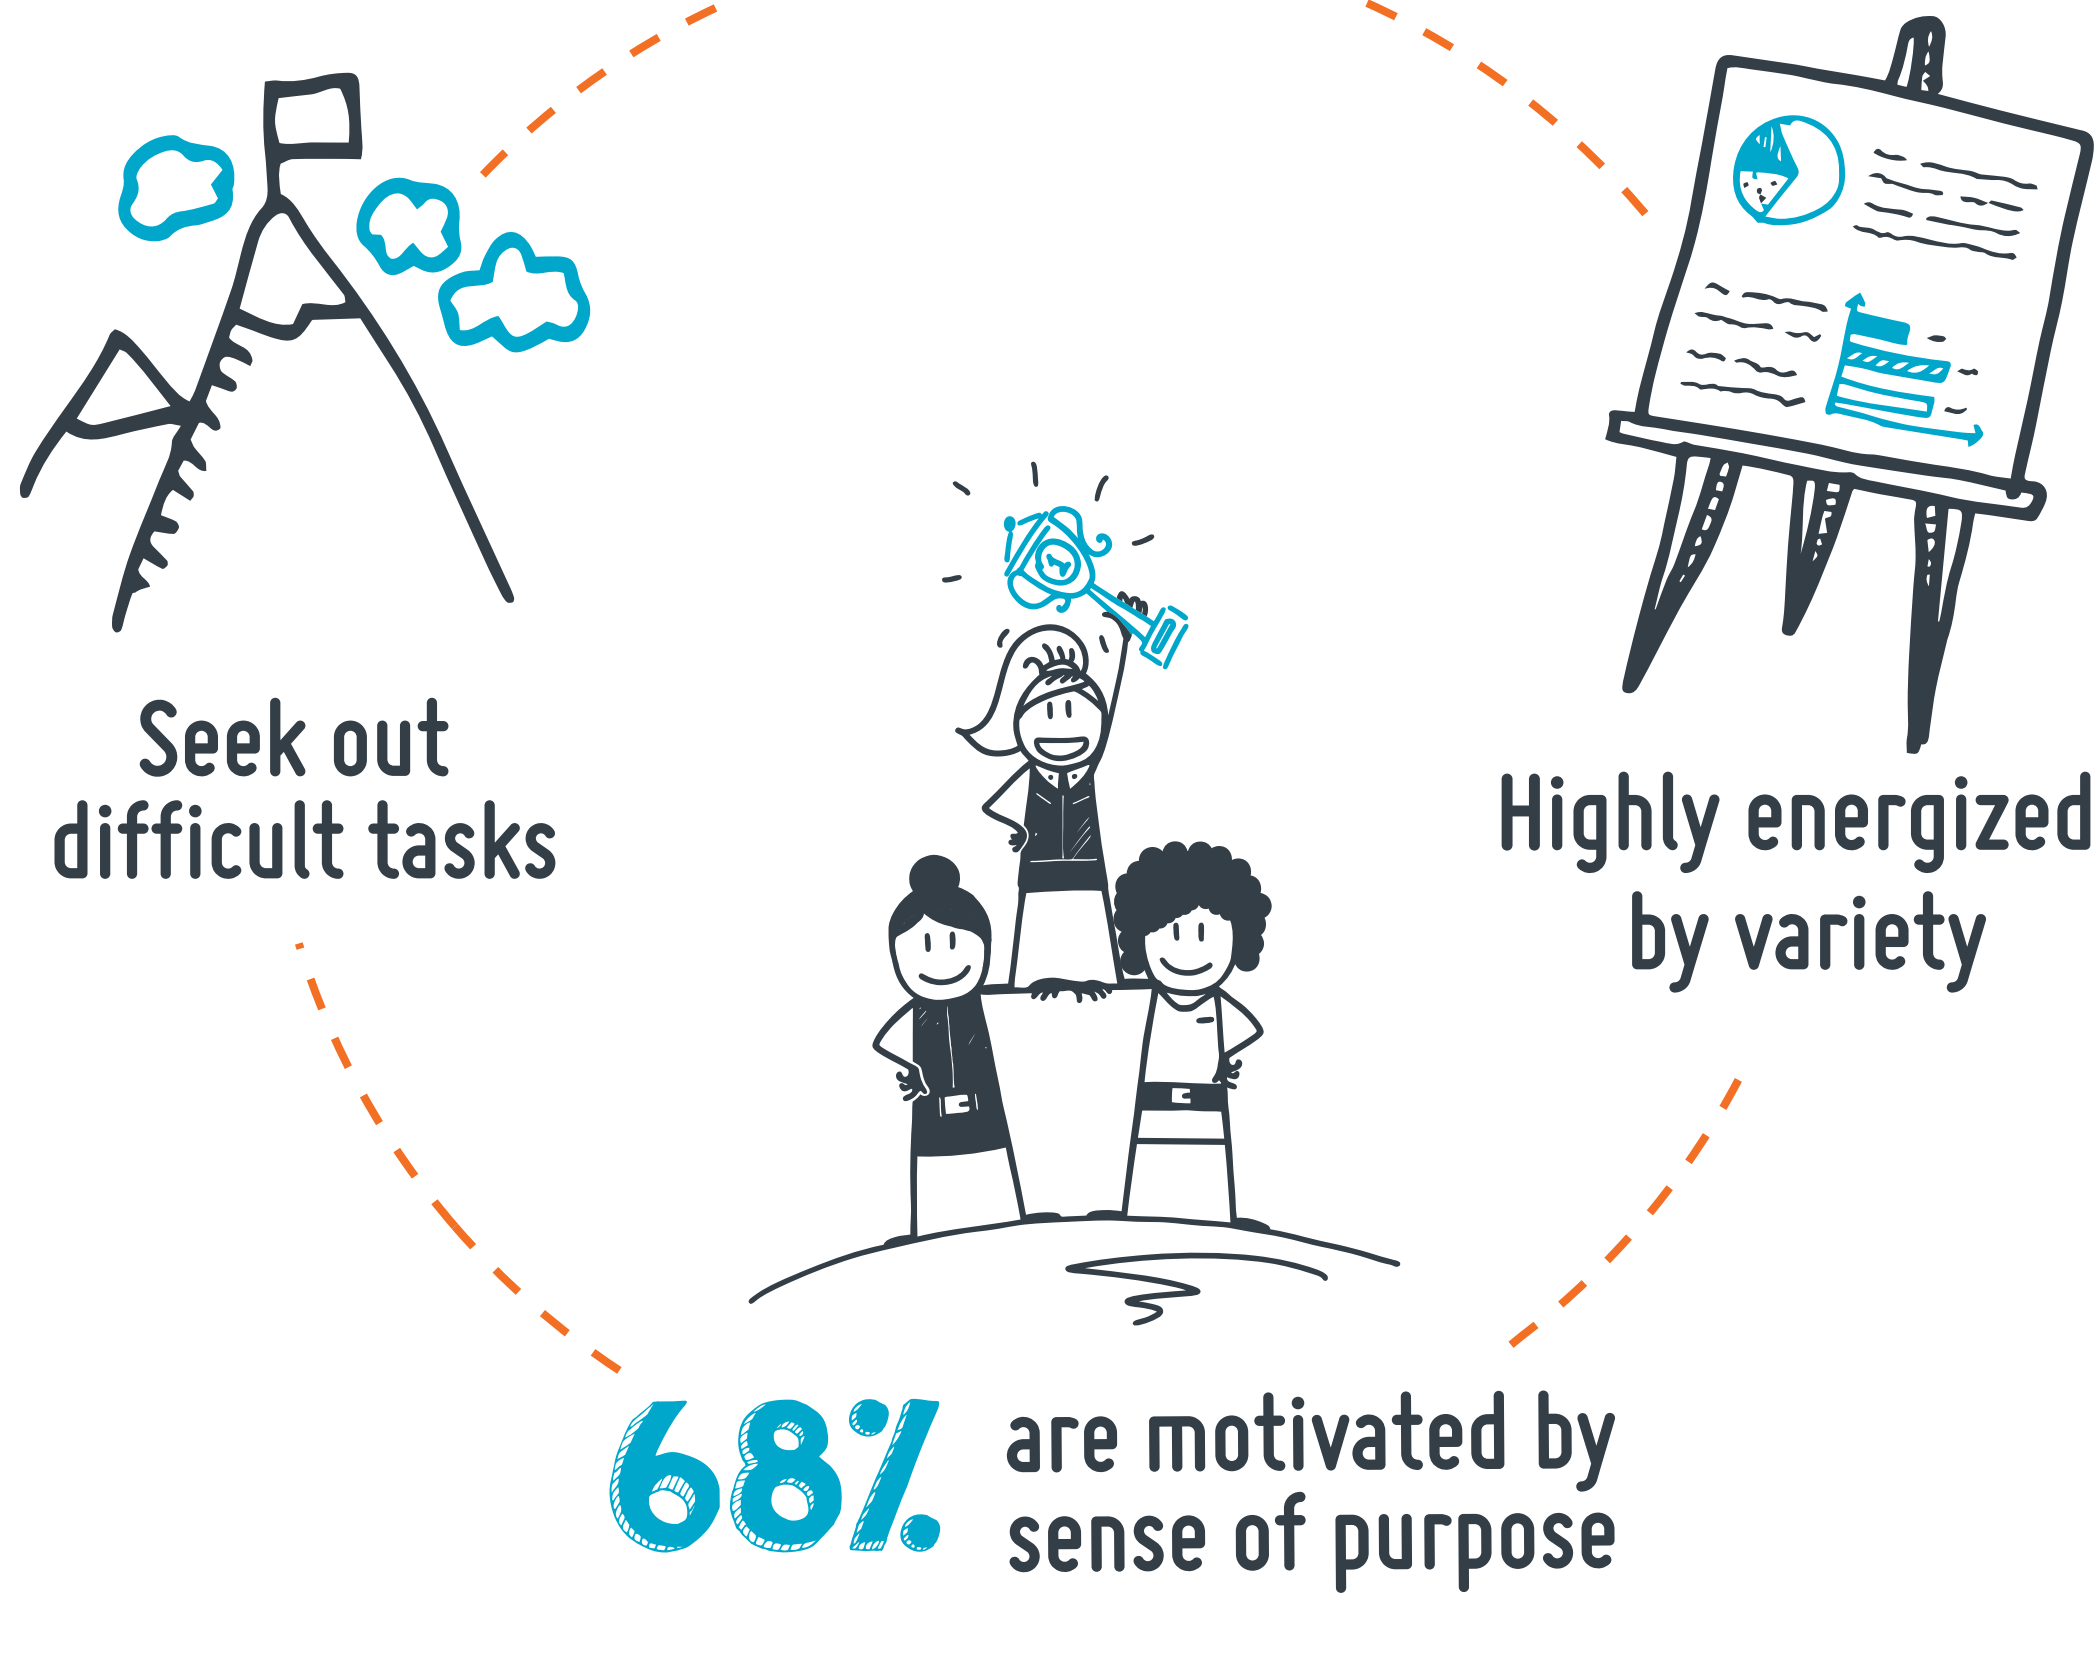 Seek out
difficult tasks
Highly energized
by variety
68% are motivated by
sense of purpose